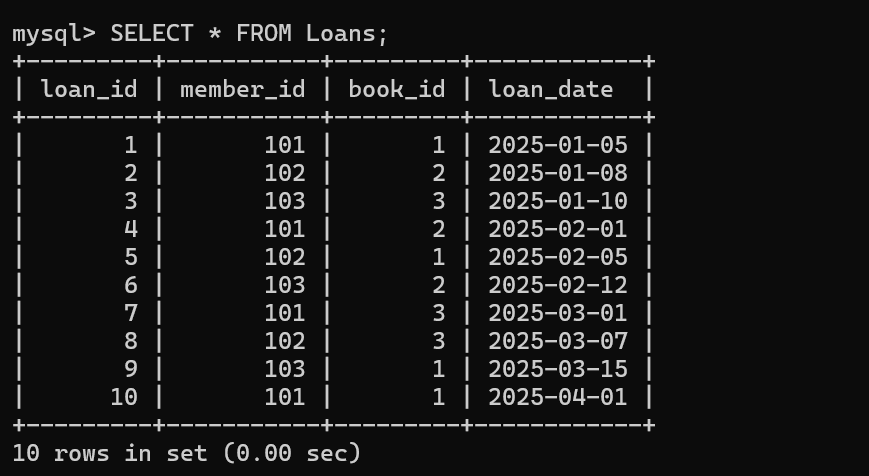 mysql> SELECT * FROM Loans;
+---------+-----------+---------+------------+
| loan_id | member_id | book_id | loan_date  |
+---------+-----------+---------+------------+
|       1 |       101 |       1 | 2025-01-05 |
|       2 |       102 |       2 | 2025-01-08 |
|       3 |       103 |       3 | 2025-01-10 |
|       4 |       101 |       2 | 2025-02-01 |
|       5 |       102 |       1 | 2025-02-05 |
|       6 |       103 |       2 | 2025-02-12 |
|       7 |       101 |       3 | 2025-03-01 |
|       8 |       102 |       3 | 2025-03-07 |
|       9 |       103 |       1 | 2025-03-15 |
|      10 |       101 |       1 | 2025-04-01 |
+---------+-----------+---------+------------+
10 rows in set (0.00 sec)